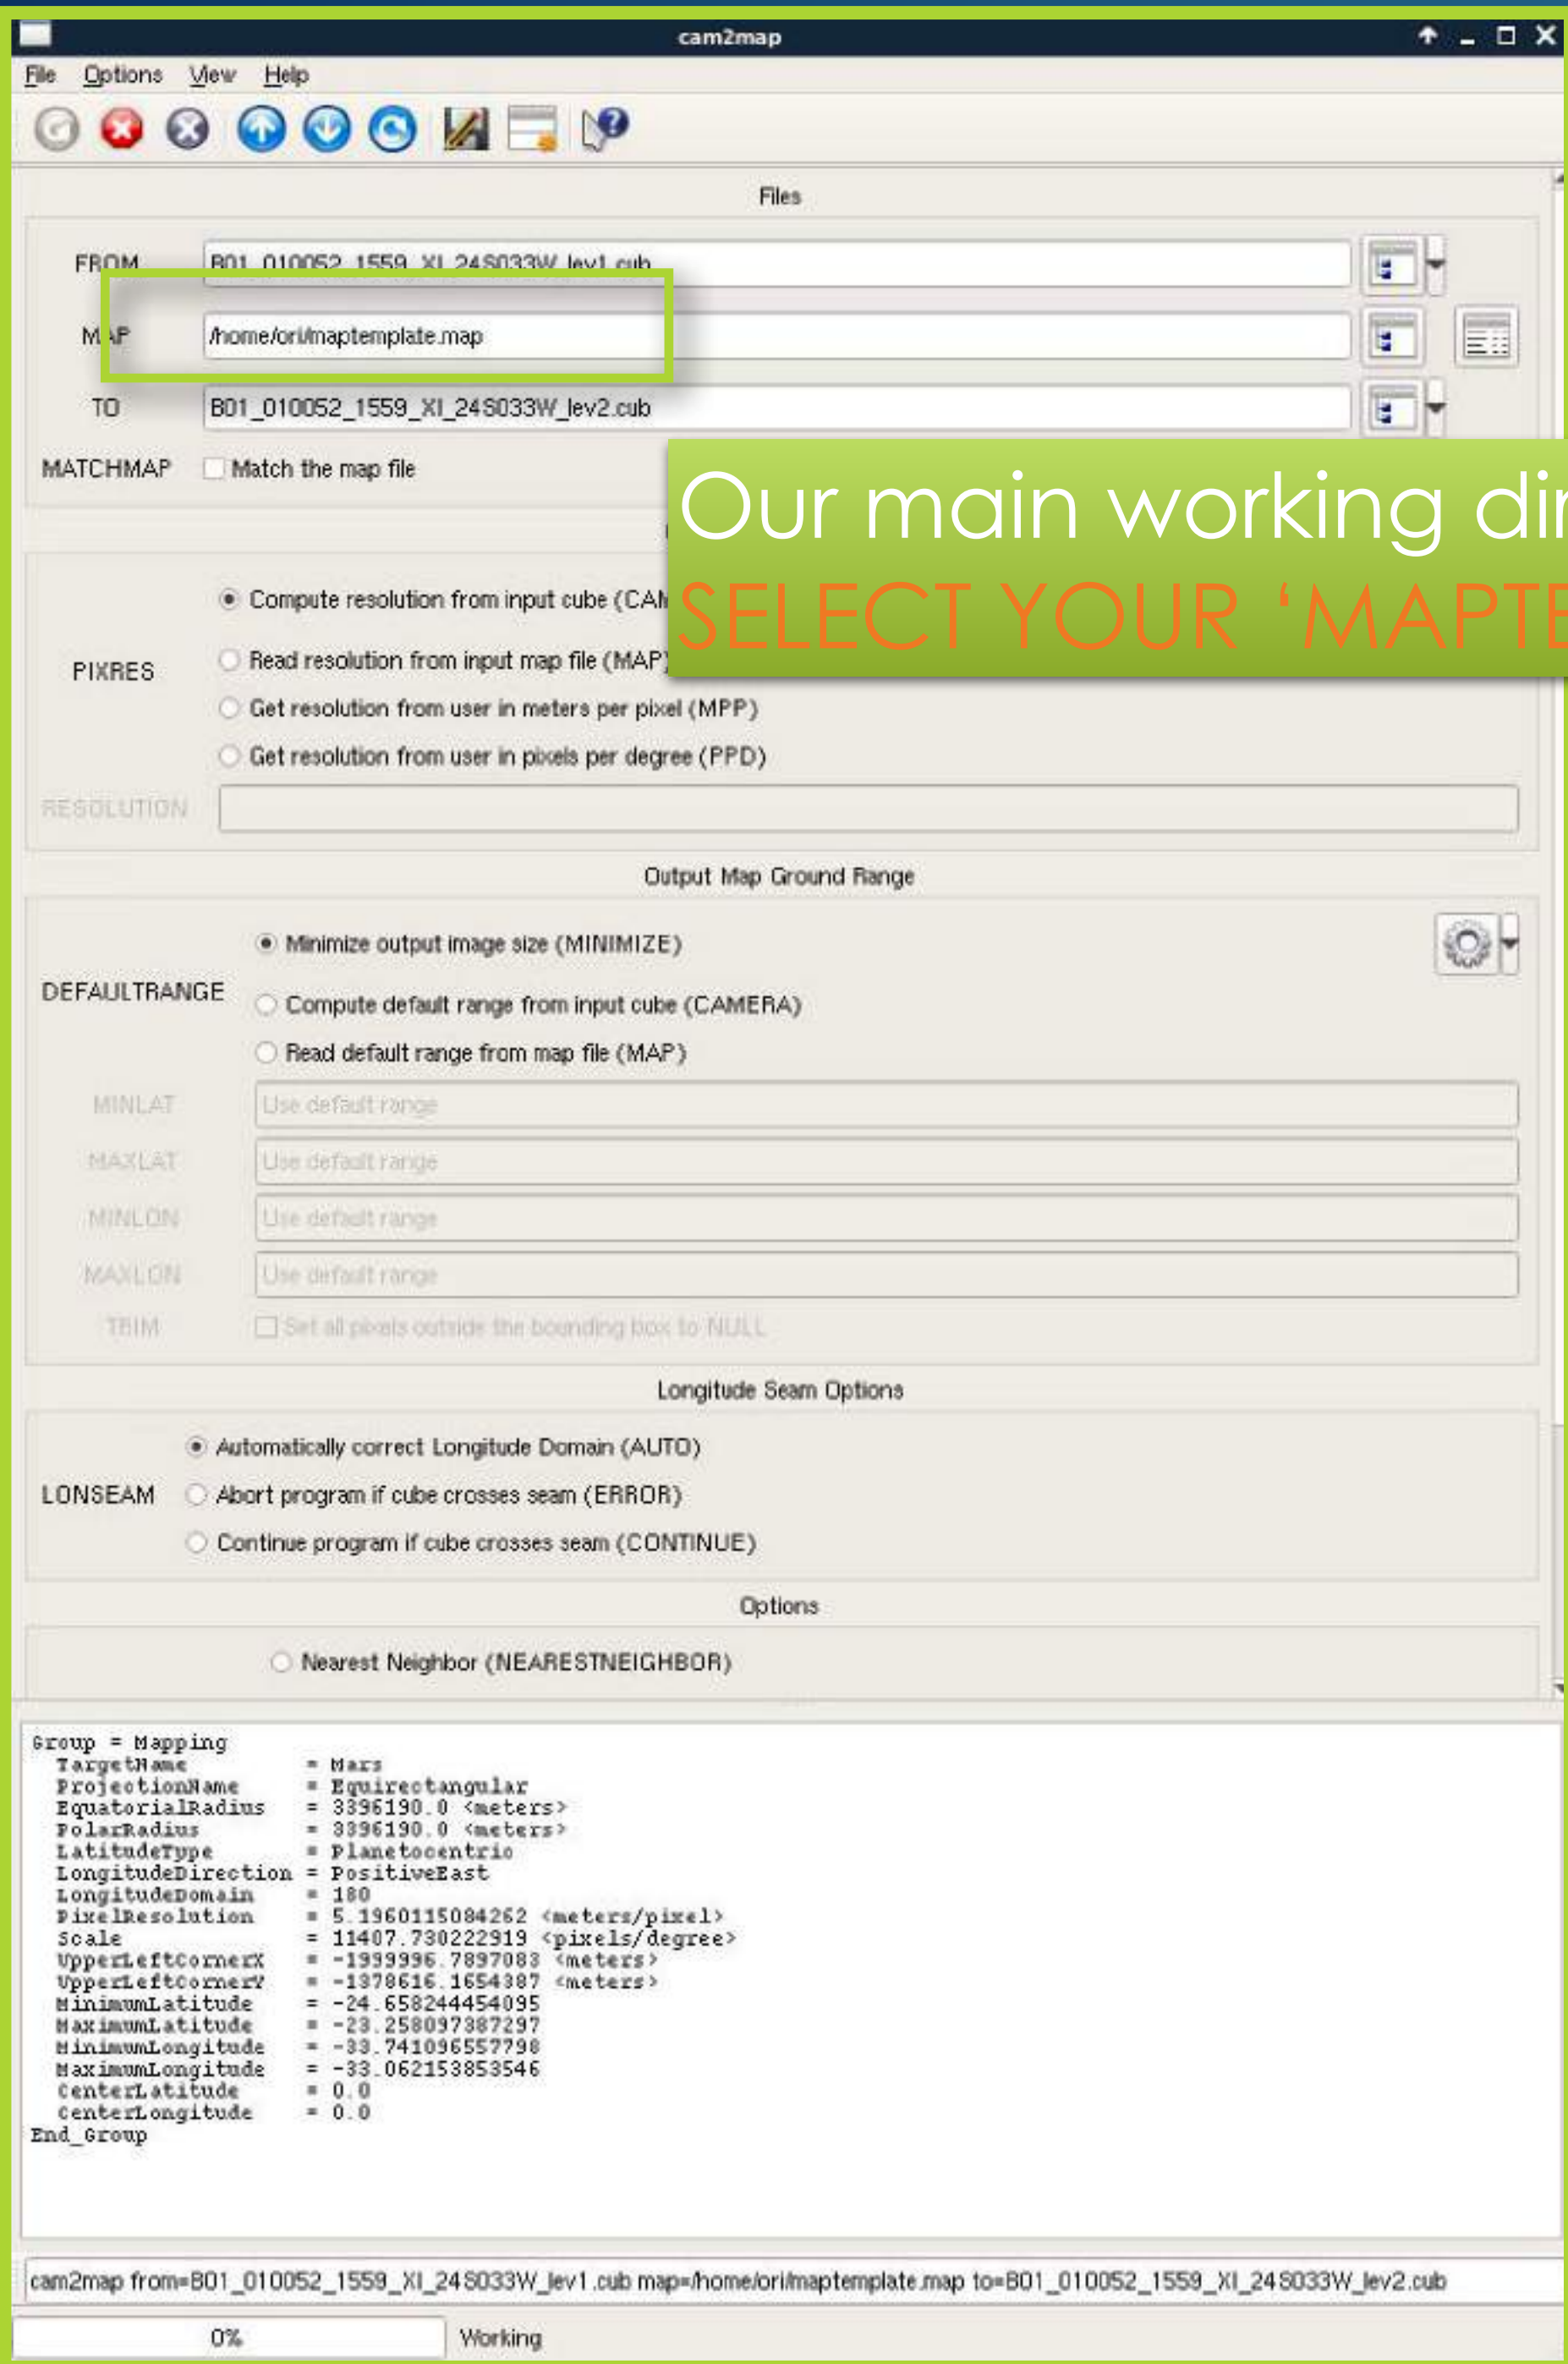 cam2map
File Options View Help
Files
FROM B01_010052_1559_XI_24S033W_lev1.cub
MAP /home/ori/maptemplate.map
TO B01_010052_1559_XI_24S033W_lev2.cub
MATCHMAP Match the map file
Our main working dir
SELECT YOUR ‘MAPTE
Compute resolution from input cube (CAM
PIXRES
Read resolution from input map file (MAP)
Get resolution from user in meters per pixel (MPP)
Get resolution from user in pixels per degree (PPD)
RESOLUTION
Output Map Ground Range
Minimize output image size (MINIMIZE)
DEFAULTRANGE
Compute default range from input cube (CAMERA)
Read default range from map file (MAP)
MINLAT Use default range
MAXLAT Use default range
MINLON Use default range
MAXLON Use default range
TRIM Set all pixels outside the bounding box to NULL
Longitude Seam Options
Automatically correct Longitude Domain (AUTO)
LONSEAM Abort program if cube crosses seam (ERROR)
Continue program if cube crosses seam (CONTINUE)
Options
Nearest Neighbor (NEARESTNEIGHBOR)
Group = Mapping
TargetName = Mars
ProjectionName = Equirectangular
EquatorialRadius = 3396190.0 <meters>
PolarRadius = 3396190.0 <meters>
LatitudeType = Planetocentric
LongitudeDirection = PositiveEast
LongitudeDomain = 180
PixelResolution = 5.1960115084262 <meters/pixel>
Scale = 11407.730222919 <pixels/degree>
UpperLeftCornerX = -1999996.7897083 <meters>
UpperLeftCornerY = -1378616.1654387 <meters>
MinimumLatitude = -24.658244454095
MaximumLatitude = -23.258097387297
MinimumLongitude = -33.741096557798
MaximumLongitude = -33.062153853546
CenterLatitude = 0.0
CenterLongitude = 0.0
End_Group
cam2map from=B01_010052_1559_XI_24S033W_lev1.cub map=/home/ori/maptemplate.map to=B01_010052_1559_XI_24S033W_lev2.cub
0% Working